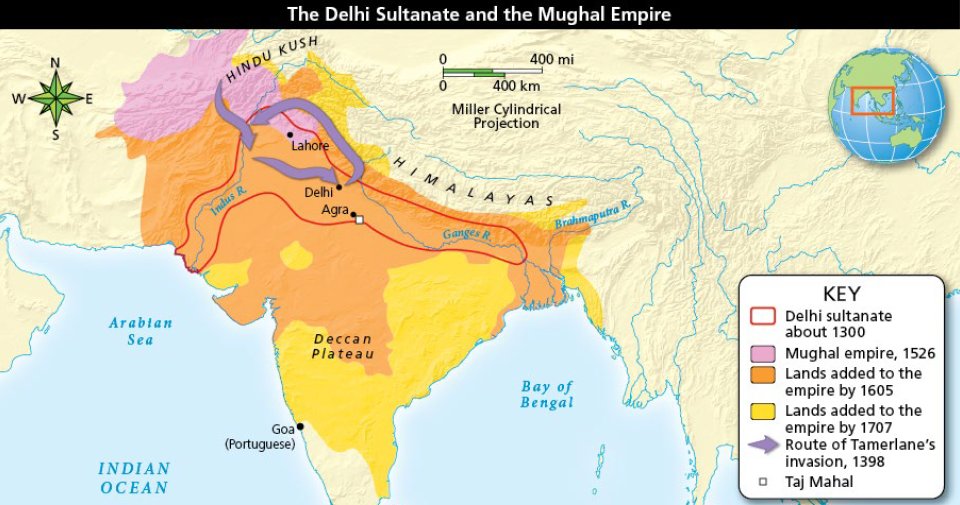 The Delhi Sultanate and the Mughal Empire
N
W
E
S
HINDU KUSH
0 400 mi
0 400 km
Miller Cylindrical
Projection
Lahore
HIMALAYAS
Delhi
Indus R.
Agra
Brahmaputra R.
Ganges R.
Arabian
Sea
Deccan
Plateau
Bay of
Bengal
Goa
(Portuguese)
INDIAN
OCEAN
KEY
Delhi sultanate
about 1300
Mughal empire, 1526
Lands added to the
empire by 1605
Lands added to the
empire by 1707
Route of Tamerlane's
invasion, 1398
Taj Mahal